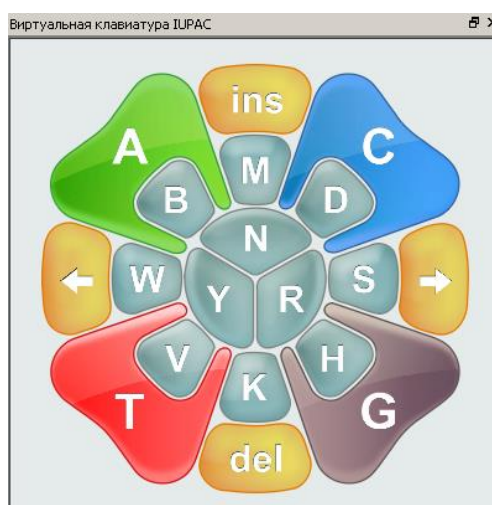 Виртуальная клавиатура IUPAC
ins
A M C
B D
N
W S
Y R
V H
T K G
del